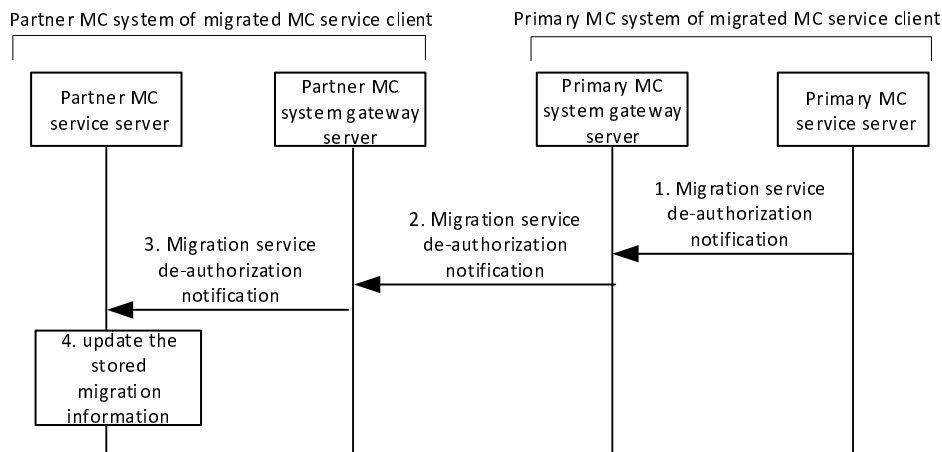 Partner MC system of migrated MC service client
Primary MC system of migrated MC service client
Partner MC
service server
Partner MC
system gateway
server
Primary MC
system gateway
server
Primary MC
service server
1. Migration service
de-authorization
notification
2. Migration service
de-authorization
notification
3. Migration service
de-authorization
notification
4. update the
stored
migration
information